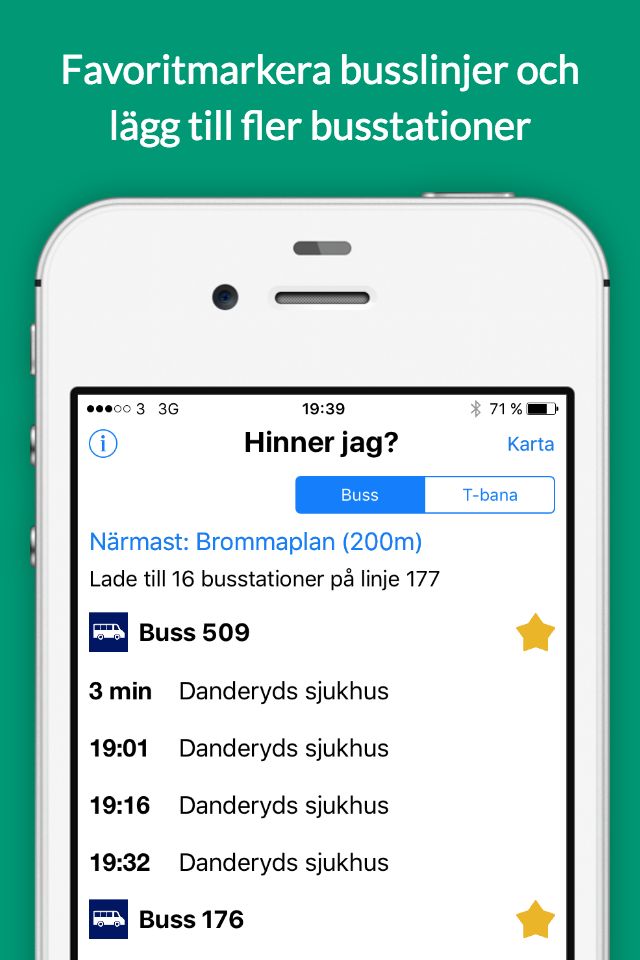 Favoritmarkera busslinjer och
lägg till fler busstationer
3 3G 19:39 71 %
i Hinner jag? Karta
Buss T-bana
Närmast: Brommaplan (200m)
Lade till 16 busstationer på linje 177
Buss 509
3 min Danderyds sjukhus
19:01 Danderyds sjukhus
19:16 Danderyds sjukhus
19:32 Danderyds sjukhus
Buss 176